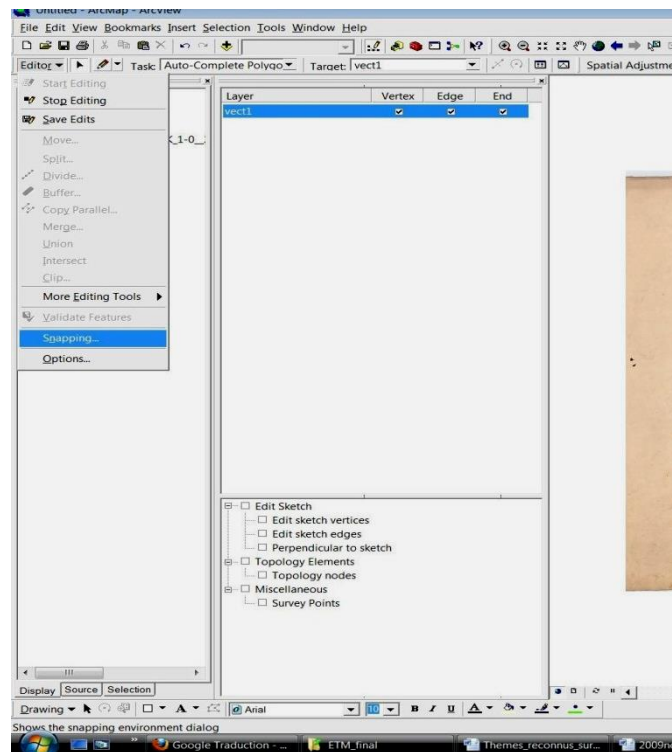 Untitled - ArcMap - ArcView
File Edit View Bookmarks Insert Selection Tools Window Help
Editor Task: Auto-Complete Polygo Target: vect1 Spatial Adjustme
Start Editing
Stop Editing
Save Edits
Move...
Split...
Divide...
Buffer...
Copy Parallel...
Merge...
Union
Intersect
Clip...
More Editing Tools
Validate Features
Snapping...
Options...
_1-0_
Layer Vertex Edge End
vect1
Edit Sketch
Edit sketch vertices
Edit sketch edges
Perpendicular to sketch
Topology Elements
Topology nodes
Miscellaneous
Survey Points
Display Source Selection
Drawing A Arial 10 B I U A
Shows the snapping environment dialog
Google Traduction - ... ETM_final Themes_reconnus_sur... 2009-